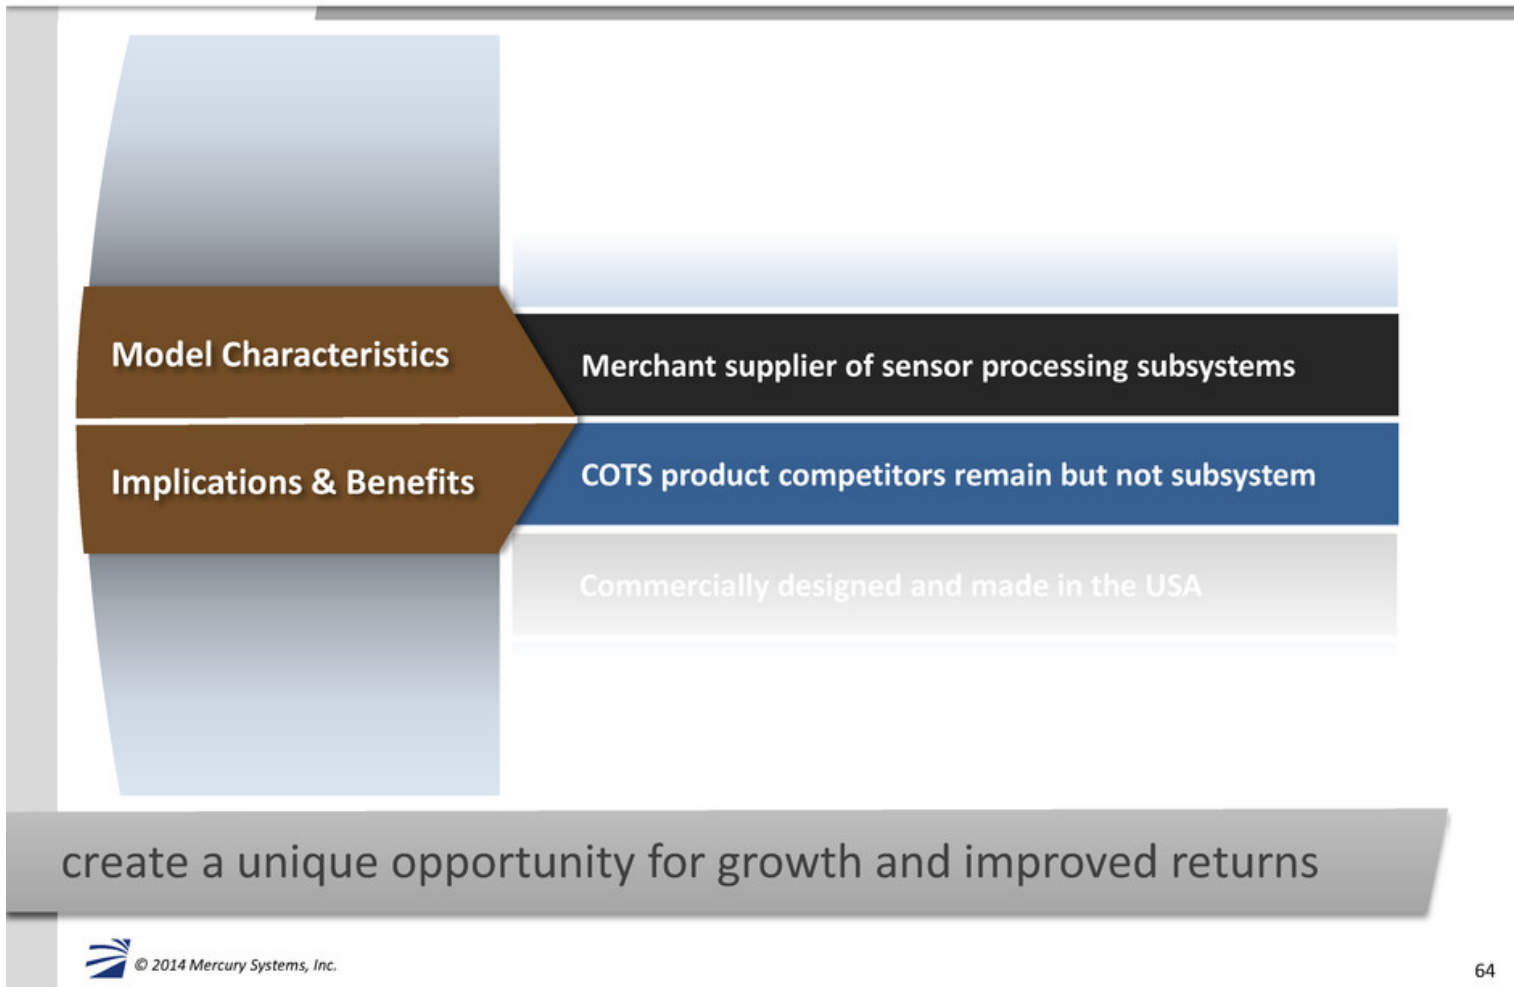 Model Characteristics
Merchant supplier of sensor processing subsystems
Implications & Benefits
COTS product competitors remain but not subsystem
Commercially designed and made in the USA
create a unique opportunity for growth and improved returns
© 2014 Mercury Systems, Inc.
64